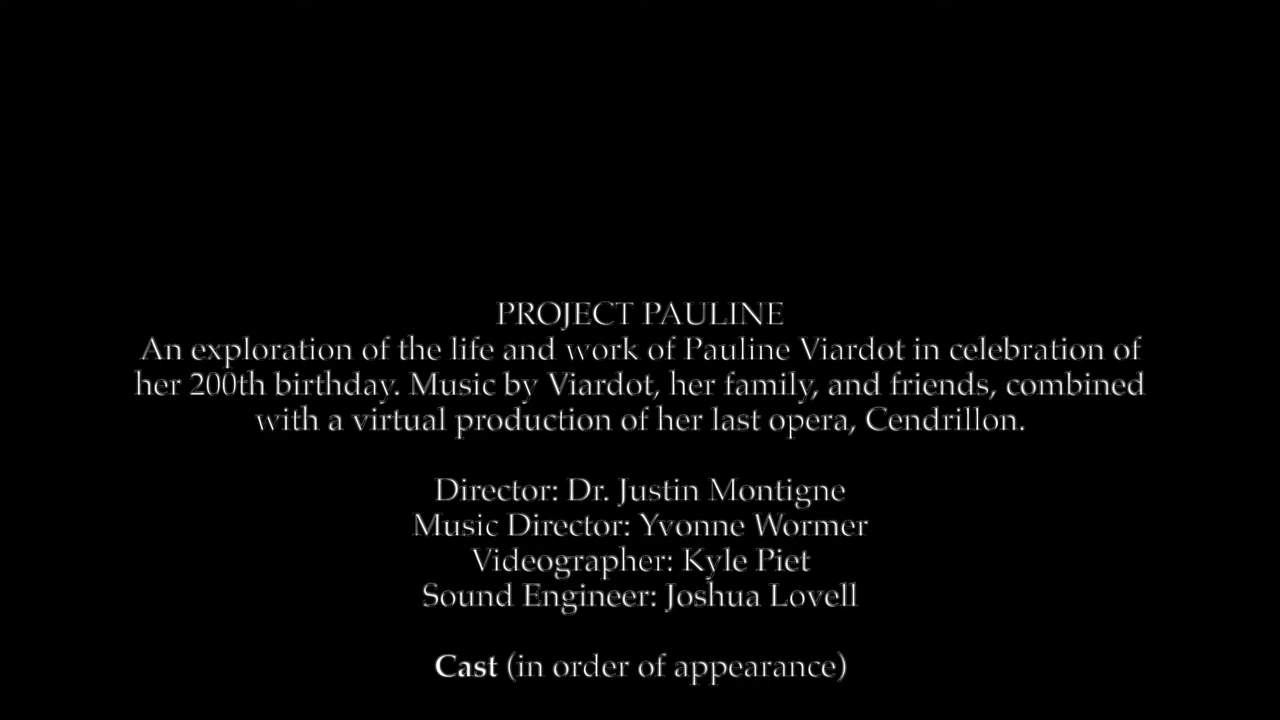 PROJECT PAULINE
An exploration of the life and work of Pauline Viardot in celebration of
her 200th birthday. Music by Viardot, her family, and friends, combined
with a virtual production of her last opera, Cendrillon.
Director: Dr. Justin Montigne
Music Director: Yvonne Wormer
Videographer: Kyle Piet
Sound Engineer: Joshua Lovell
Cast (in order of appearance)